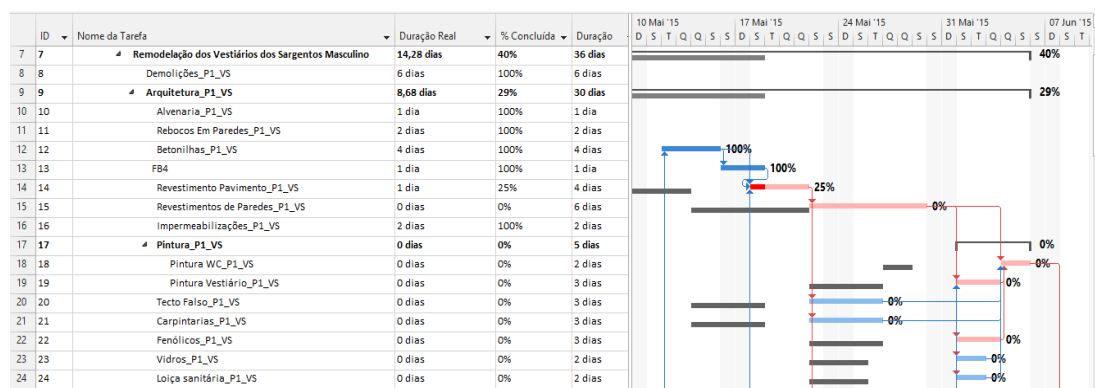 10 Mai '15 17 Mai '15 24 Mai '15 31 Mai '15 07 Jun '15
ID Nome da Tarefa Duração Real % Concluída Duração D S T Q Q S S D S T Q Q S S D S T Q Q S S D S T Q Q S S D S T
7 7 Remodelação dos Vestiários dos Sargentos Masculino 14,28 dias 40% 36 dias 40%
8 8 Demolições_P1_VS 6 dias 100% 6 dias
9 9 Arquitetura_P1_VS 8,68 dias 29% 30 dias 29%
10 10 Alvenaria_P1_VS 1 dia 100% 1 dia
11 11 Rebocos Em Paredes_P1_VS 2 dias 100% 2 dias
12 12 Betonilhas_P1_VS 4 dias 100% 4 dias 100%
13 13 FB4 1 dia 100% 1 dia 100%
14 14 Revestimento Pavimento_P1_VS 1 dia 25% 4 dias 25%
15 15 Revestimentos de Paredes_P1_VS 0 dias 0% 6 dias 0%
16 16 Impermeabilizações_P1_VS 2 dias 100% 2 dias
17 17 Pintura_P1_VS 0 dias 0% 5 dias 0%
18 18 Pintura WC_P1_VS 0 dias 0% 2 dias 0%
19 19 Pintura Vestiário_P1_VS 0 dias 0% 3 dias 0%
20 20 Tecto Falso_P1_VS 0 dias 0% 3 dias 0%
21 21 Carpintarias_P1_VS 0 dias 0% 3 dias 0%
22 22 Fenólicos_P1_VS 0 dias 0% 3 dias 0%
23 23 Vidros_P1_VS 0 dias 0% 2 dias 0%
24 24 Loiça sanitária_P1_VS 0 dias 0% 2 dias 0%